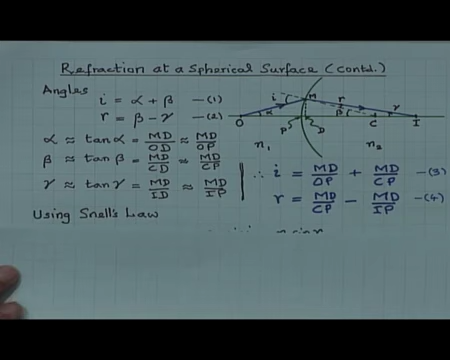 Refraction at a Spherical Surface (contd.)
Angles
i = α + β —(1)
r = β - γ —(2)
α ≈ tan α = MD/OD ≈ MD/OP
β ≈ tan β = MD/CD ≈ MD/CP
γ ≈ tan γ = MD/ID ≈ MD/IP
i M r α β γ
O P D C I
n₁ n₂
∴ i = MD/OP + MD/CP —(3)
r = MD/CP - MD/IP —(4)
Using Snell's Law